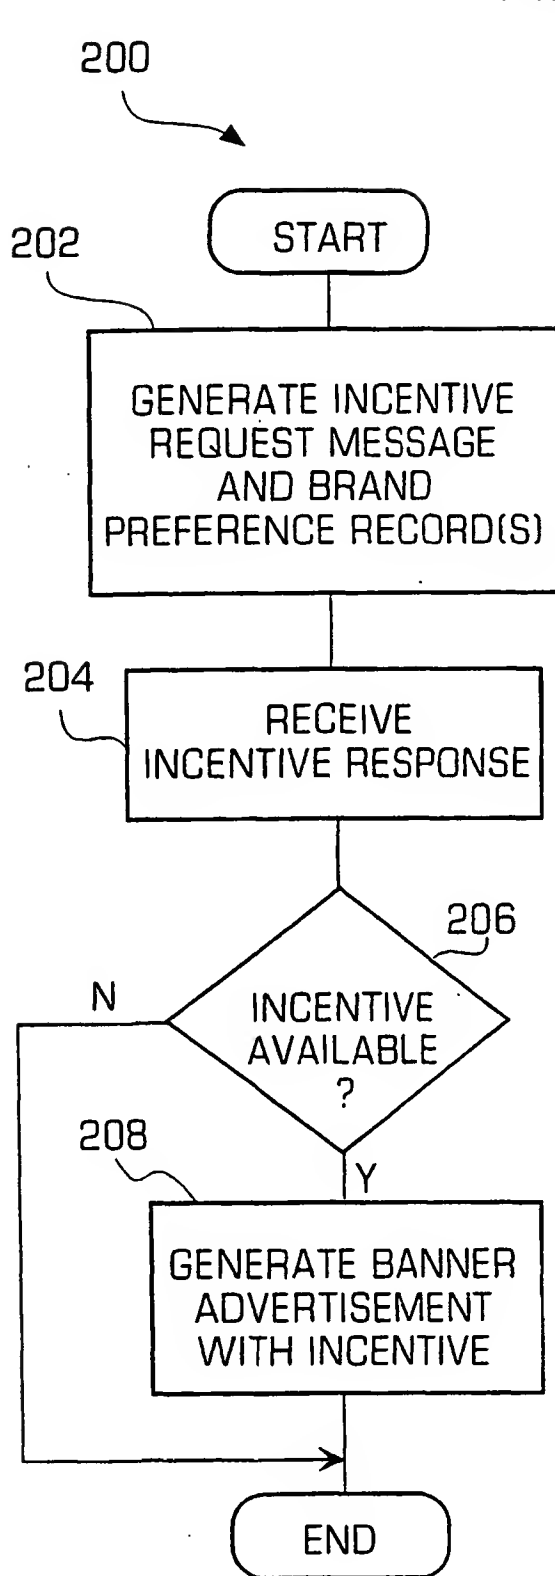 200
START
202
GENERATE INCENTIVE
REQUEST MESSAGE
AND BRAND
PREFERENCE RECORD(S)
204
RECEIVE
INCENTIVE RESPONSE
206
INCENTIVE
AVAILABLE
?
N
Y
208
GENERATE BANNER
ADVERTISEMENT
WITH INCENTIVE
END